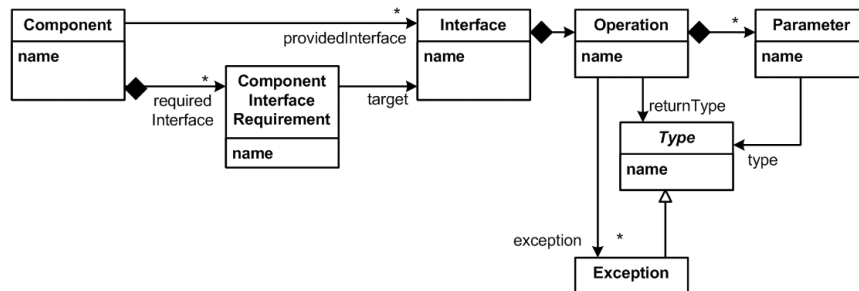 Component
name
*
providedInterface
Interface
name
Operation
name
*
Parameter
name
*
required
Interface
Component
Interface
Requirement
name
target
returnType
Type
name
type
exception
*
Exception